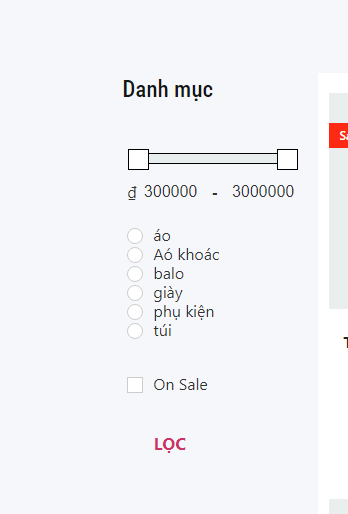 Danh mục
₫ 300000 - 3000000
áo
Aó khoác
balo
giày
phụ kiện
túi
On Sale
LỌC